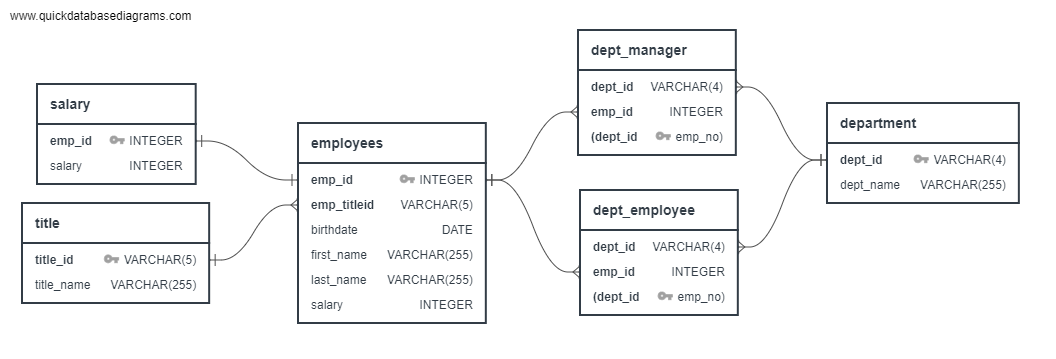 www.quickdatabasediagrams.com
salary
emp_id INTEGER
salary INTEGER
title
title_id VARCHAR(5)
title_name VARCHAR(255)
employees
emp_id INTEGER
emp_titleid VARCHAR(5)
birthdate DATE
first_name VARCHAR(255)
last_name VARCHAR(255)
salary INTEGER
dept_manager
dept_id VARCHAR(4)
emp_id INTEGER
(dept_id emp_no)
dept_employee
dept_id VARCHAR(4)
emp_id INTEGER
(dept_id emp_no)
department
dept_id VARCHAR(4)
dept_name VARCHAR(255)